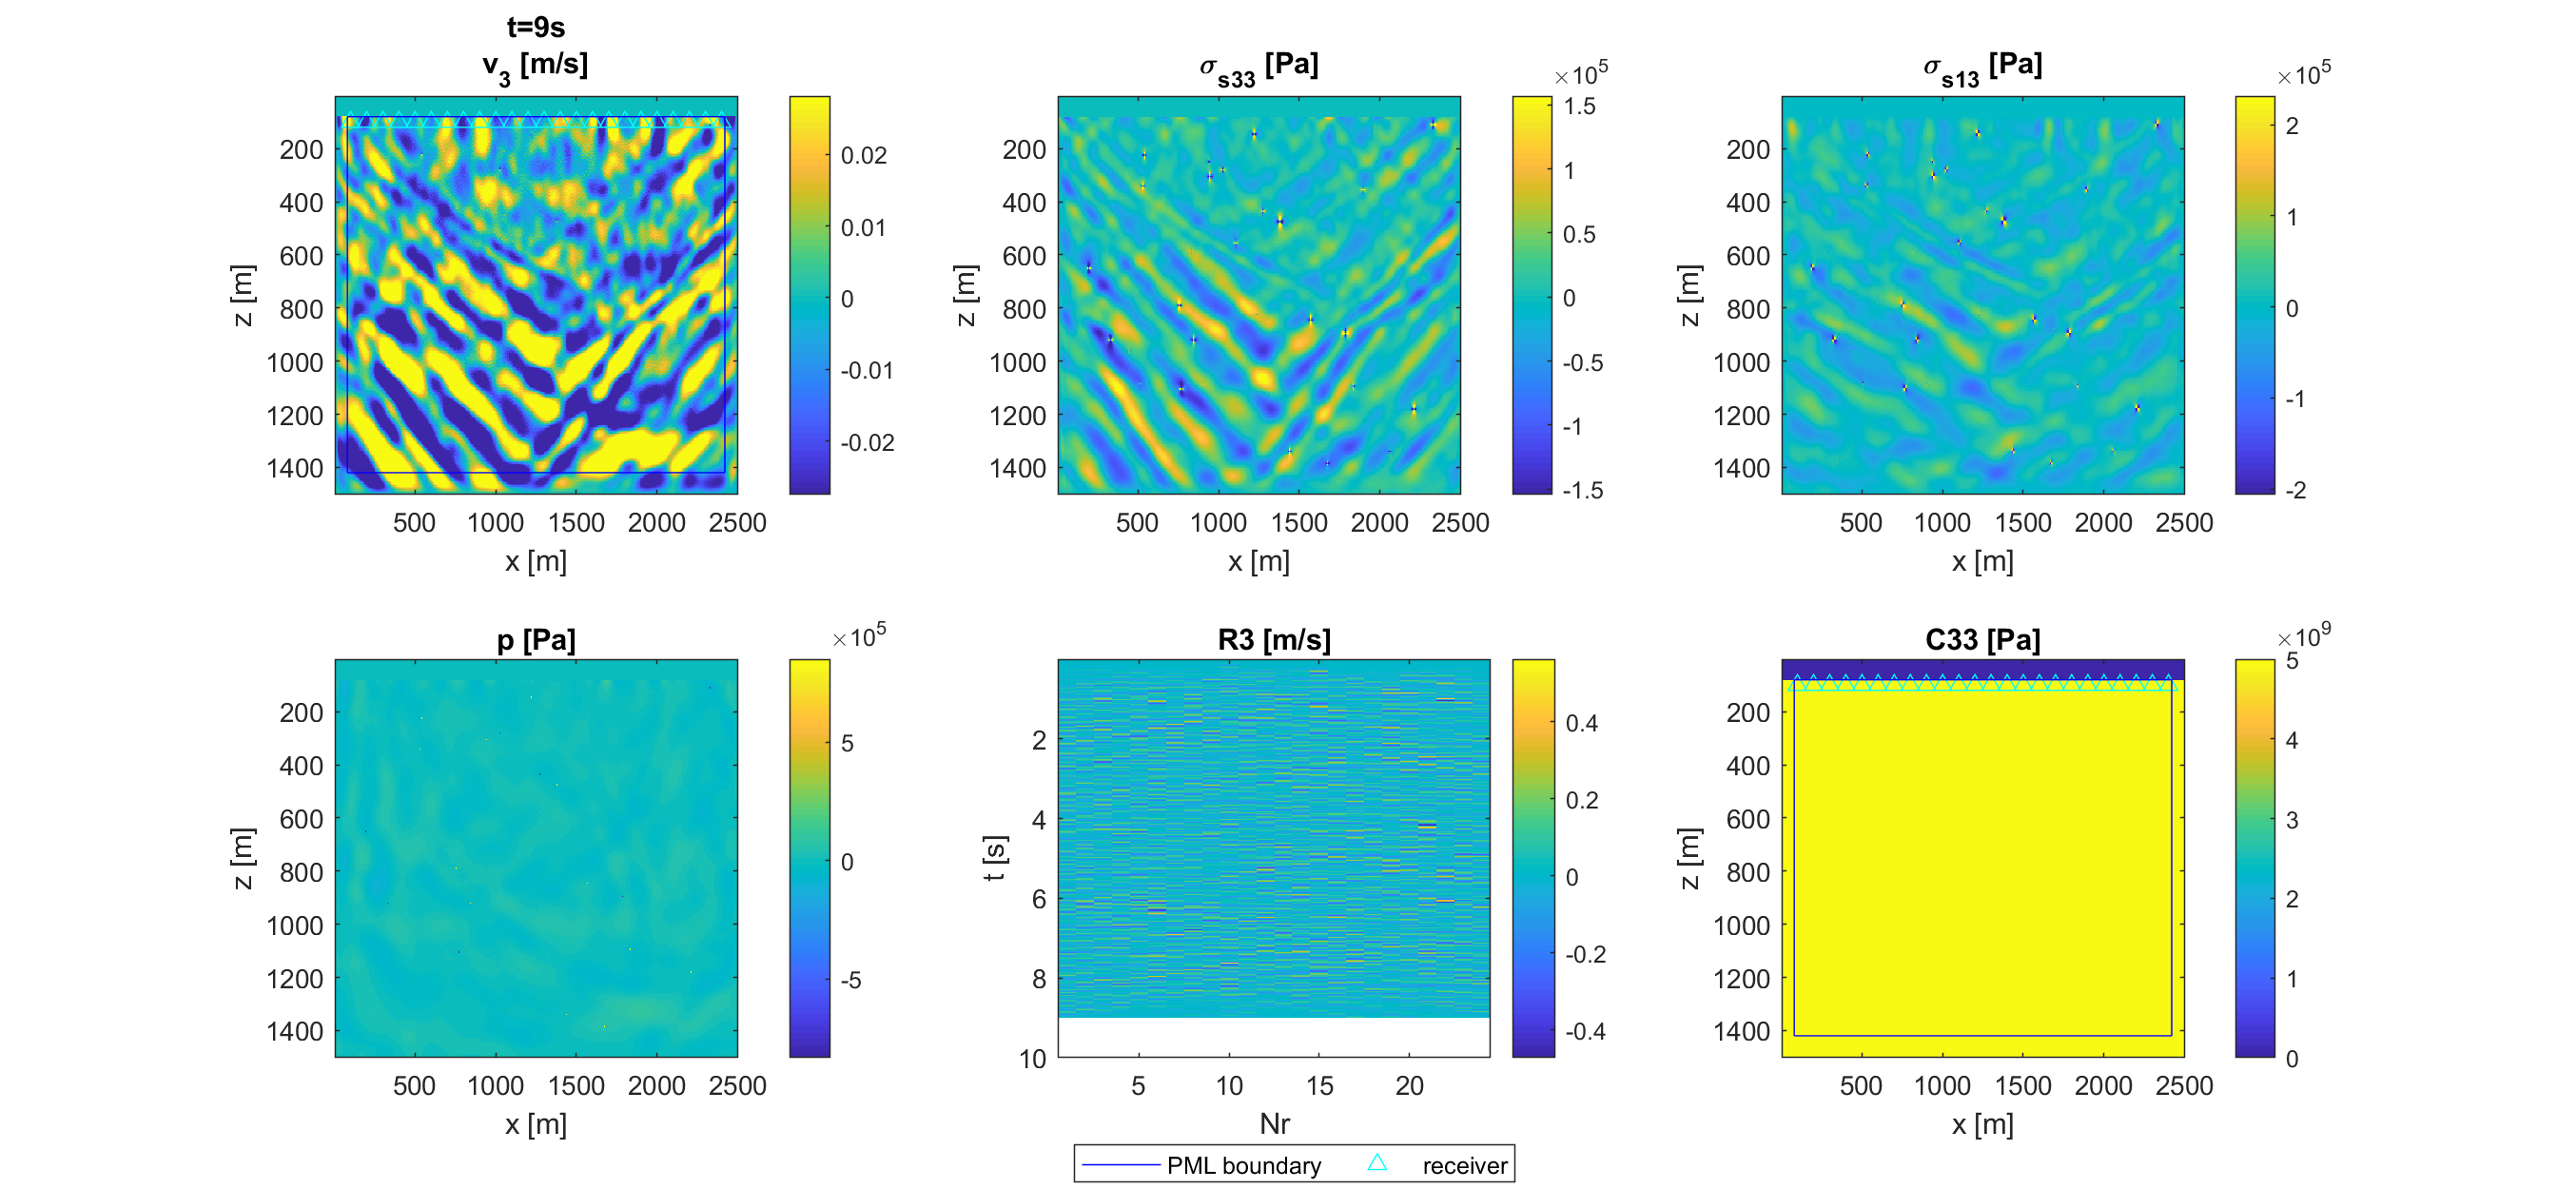 t=9s
v3 [m/s]
200
400
600
800
1000
1200
1400
z [m]
500 1000 1500 2000 2500
x [m]
0.02
0.01
0
-0.01
-0.02
σs33 [Pa]
×10^5
200
400
600
800
1000
1200
1400
z [m]
500 1000 1500 2000 2500
x [m]
1.5
1
0.5
0
-0.5
-1
-1.5
σs13 [Pa]
×10^5
200
400
600
800
1000
1200
1400
z [m]
500 1000 1500 2000 2500
x [m]
2
1
0
-1
-2
p [Pa]
×10^5
200
400
600
800
1000
1200
1400
z [m]
500 1000 1500 2000 2500
x [m]
5
0
-5
R3 [m/s]
2
4
6
8
10
t [s]
5 10 15 20
Nr
0.4
0.2
0
-0.2
-0.4
C33 [Pa]
×10^9
200
400
600
800
1000
1200
1400
z [m]
500 1000 1500 2000 2500
x [m]
5
4
3
2
1
0
PML boundary receiver